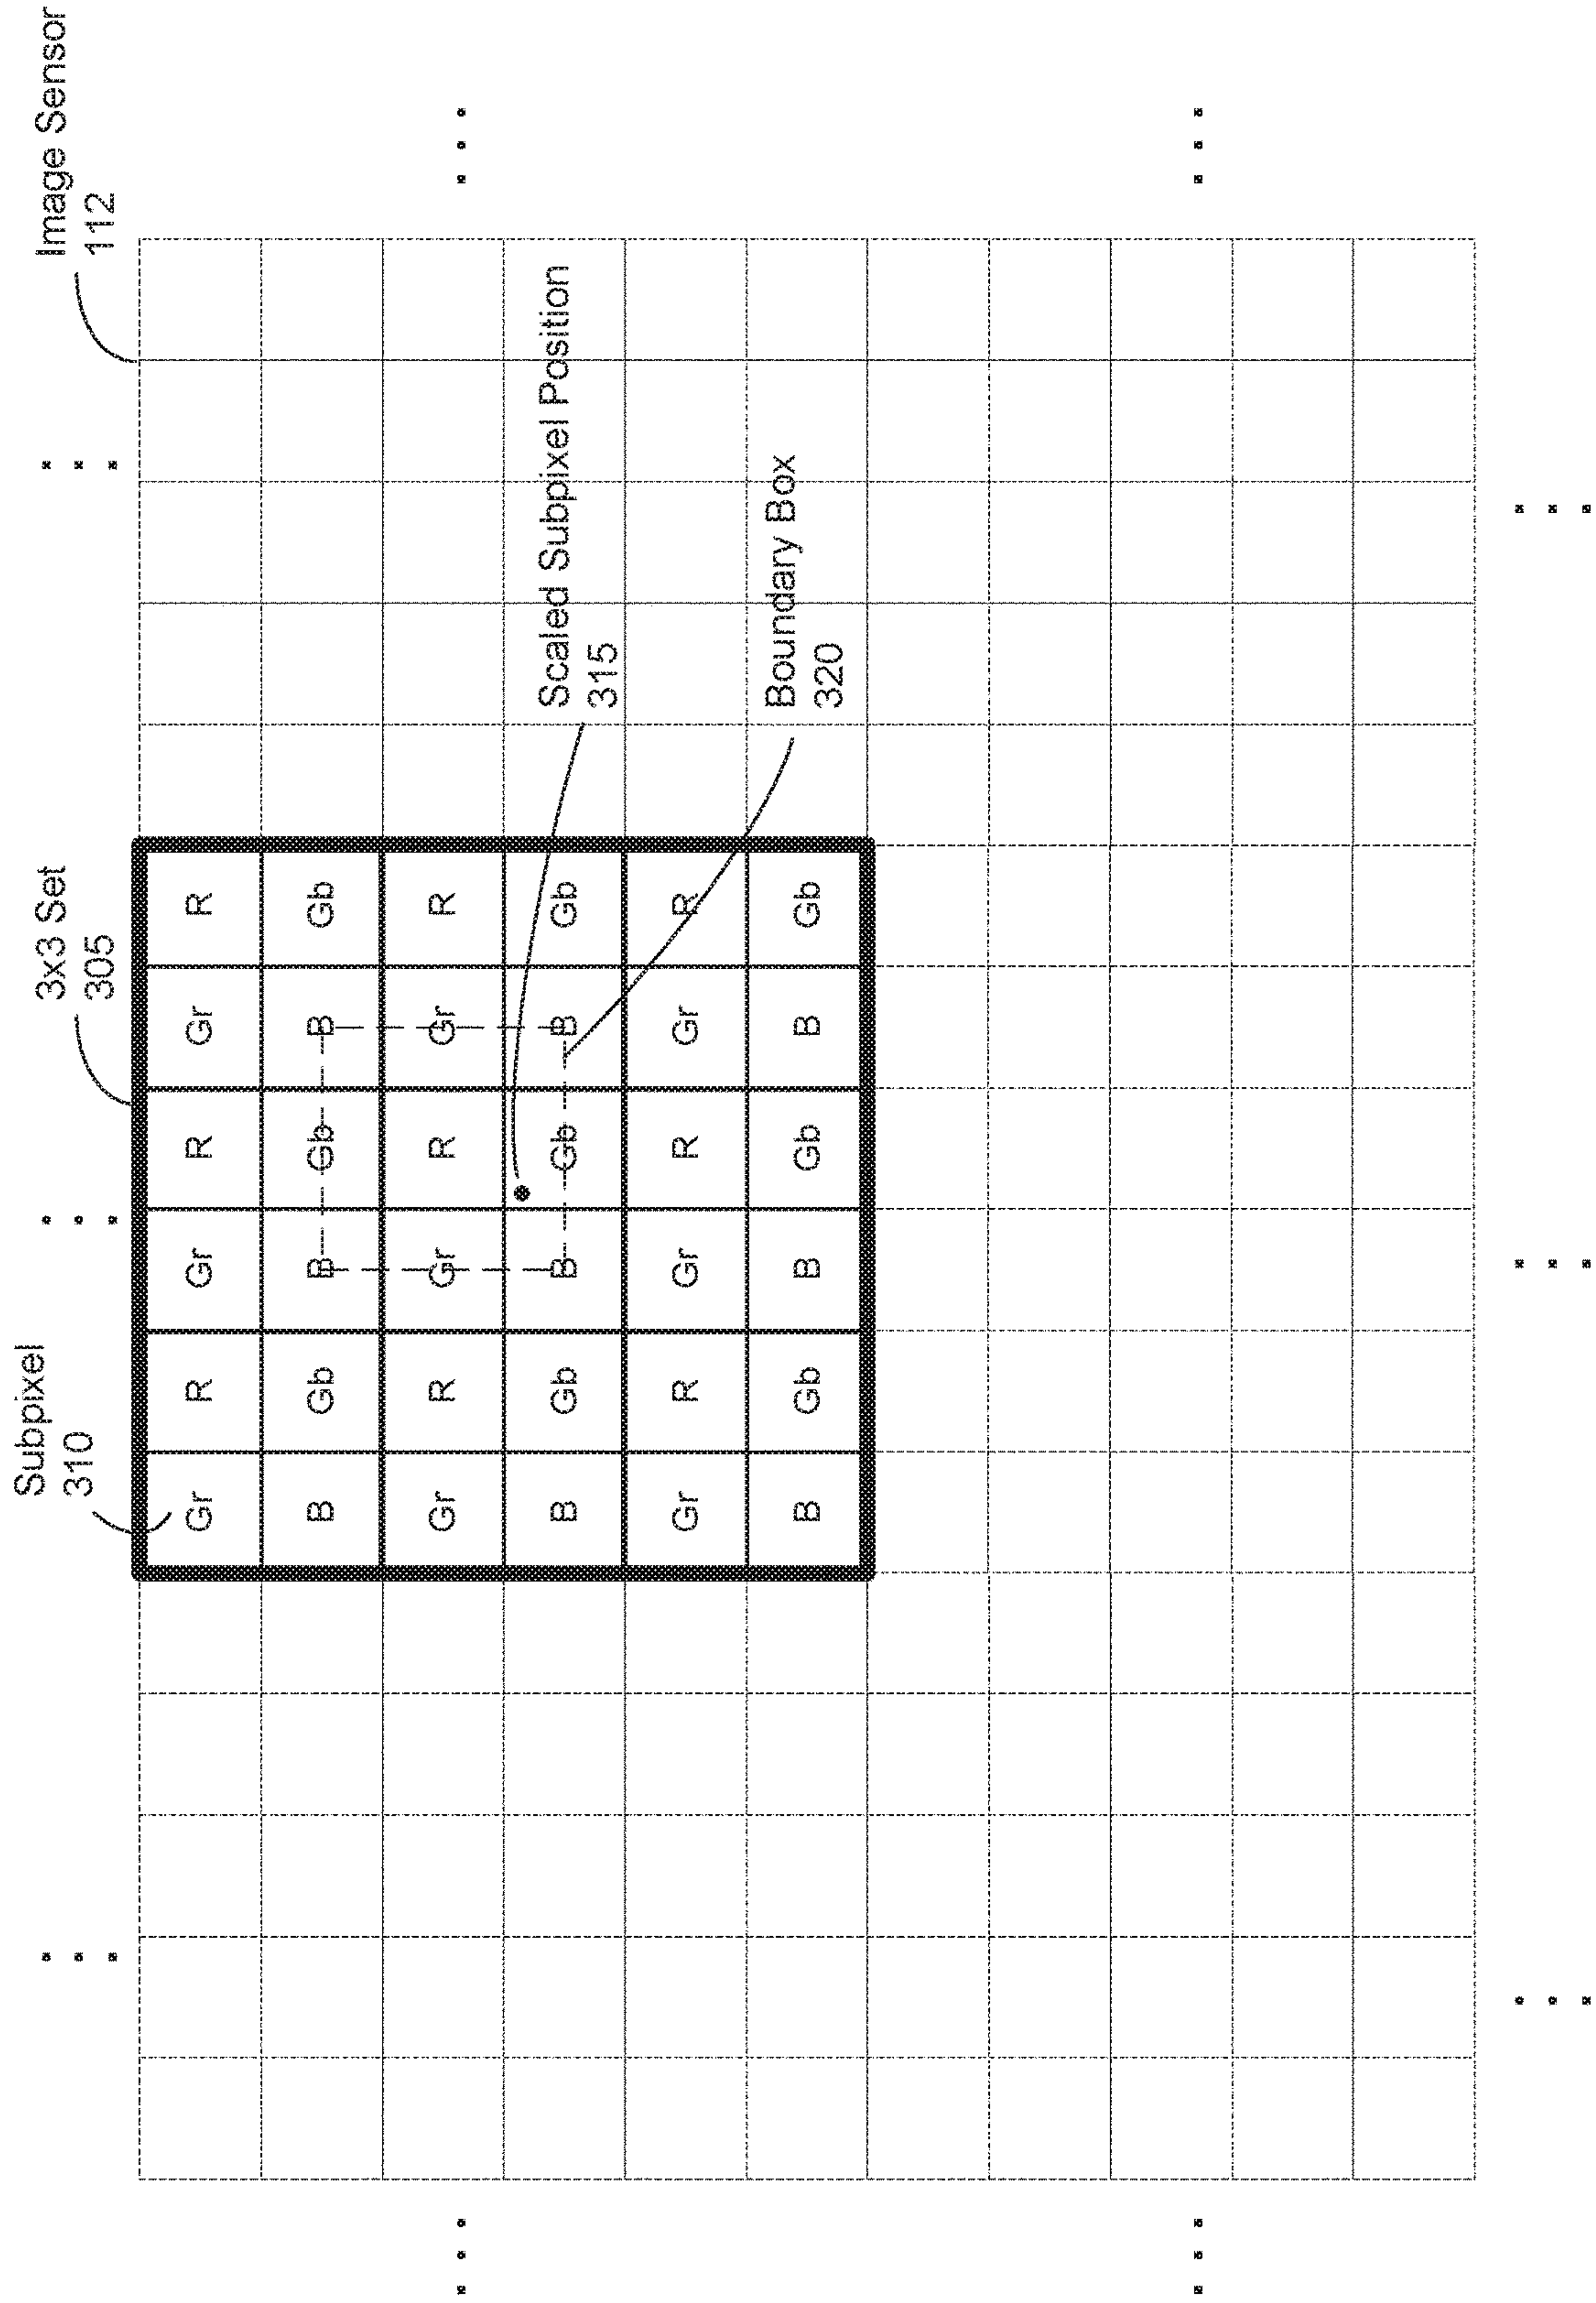 Subpixel
310
3x3 Set
305
Image Sensor
112
Gr R Gr R Gr R
B Gb B Gb B Gb
Gr R Gr R Gr R
B Gb B Gb B Gb
Gr R Gr R Gr R
B Gb B Gb B Gb
Scaled Subpixel Position
315
Boundary Box
320